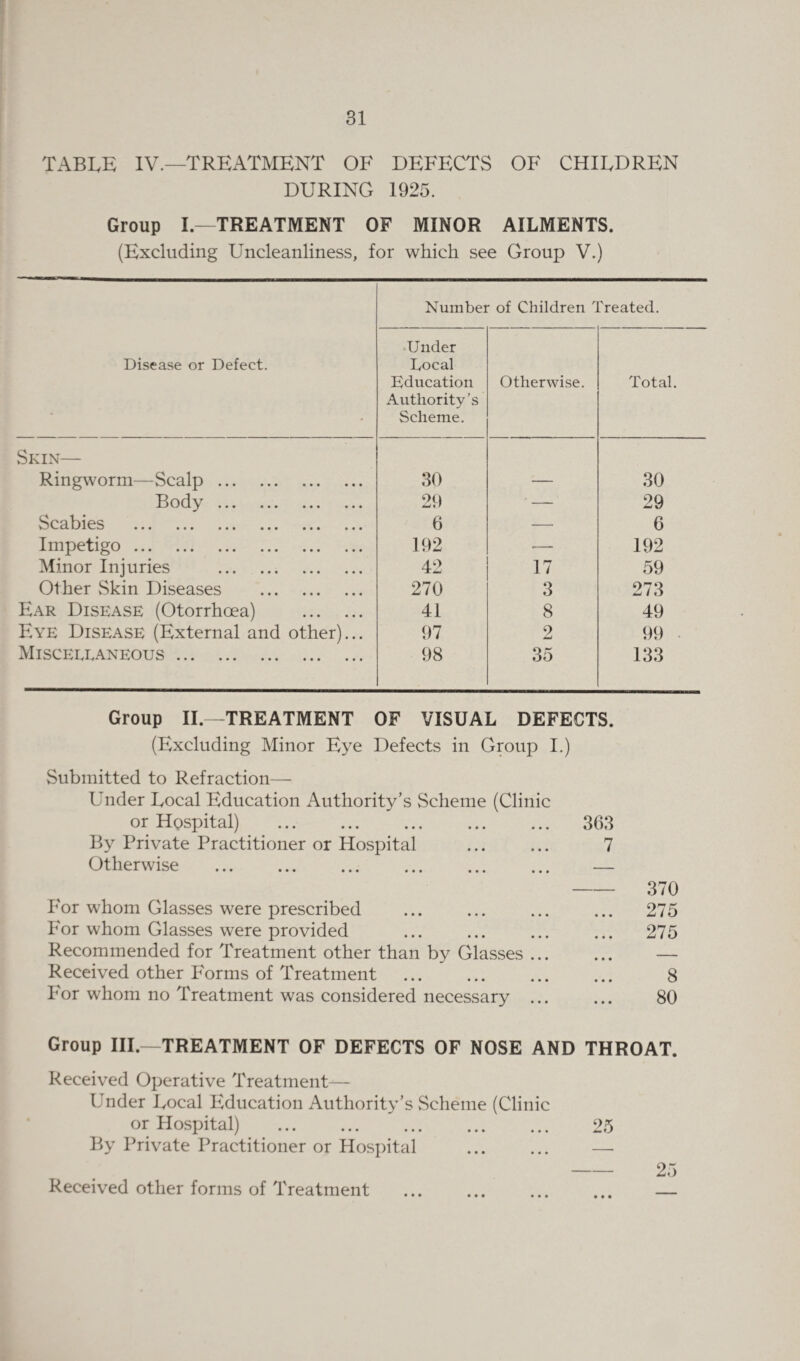 31
TABLE IV.—TREATMENT OF DEFECTS OF CHILDREN
DURING 1925.
Group I.—TREATMENT OF MINOR AILMENTS.
(Excluding Uncleanliness, for which see Group V.)
Number of Children Treated.
Disease or Defect.
Under
Local
Education
Authority's
Scheme.
Otherwise.
Total.
SKIN—
Ringworm—Scalp ... ... ... ... 30 — 30
Body ... ... ... ... 29 — 29
Scabies ... ... ... ... ... ... 6 — 6
Impetigo ... ... ... ... ... ... 192 — 192
Minor Injuries ... ... ... ... 42 17 59
Other Skin Diseases ... ... ... 270 3 273
EAR DISEASE (Otorrhœa) ... ... 41 8 49
EYE DISEASE (External and other)... 97 2 99
MISCELLANEOUS ... ... ... ... ... 98 35 133
Group II.—TREATMENT OF VISUAL DEFECTS.
(Excluding Minor Eye Defects in Group I.)
Submitted to Refraction—
Under Local Education Authority's Scheme (Clinic
or Hospital) ... ... ... ... ... 363
By Private Practitioner or Hospital ... ... 7
Otherwise ... ... ... ... ... ... —
370
For whom Glasses were prescribed ... ... ... ... 275
For whom Glasses were provided ... ... ... ... 275
Recommended for Treatment other than by Glasses ... ... —
Received other Forms of Treatment ... ... ... ... 8
For whom no Treatment was considered necessary ... ... 80
Group III.—TREATMENT OF DEFECTS OF NOSE AND THROAT.
Received Operative Treatment—
Under Local Education Authority's Scheme (Clinic
or Hospital) ... ... ... ... ... 25
By Private Practitioner or Hospital ... ... —
25
Received other forms of Treatment ... ... ... ... —